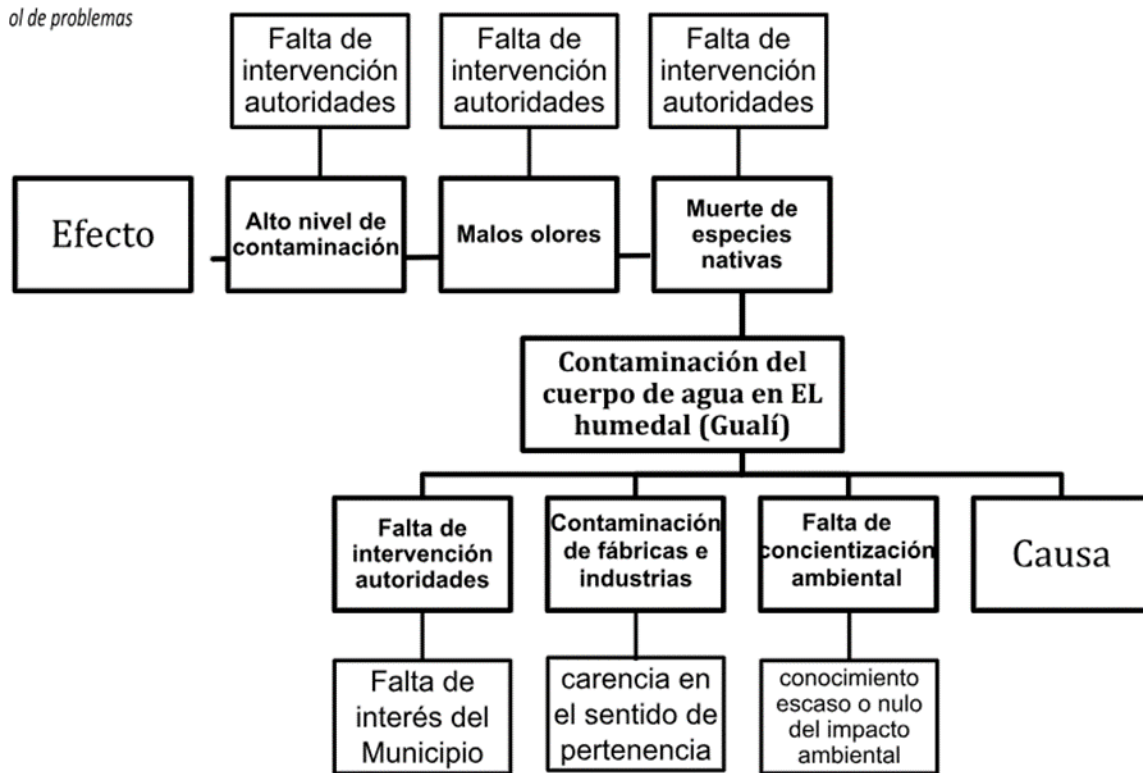 ol de problemas
Falta de
intervención
autoridades
Falta de
intervención
autoridades
Falta de
intervención
autoridades
Efecto
Alto nivel de
contaminación
Malos olores
Muerte de
especies
nativas
Contaminación del
cuerpo de agua en EL
humedal (Gualí)
Falta de
intervención
autoridades
Contaminación
de fábricas e
industrias
Falta de
concientización
ambiental
Causa
Falta de
interés del
Municipio
carencia en
el sentido de
pertenencia
conocimiento
escaso o nulo
del impacto
ambiental